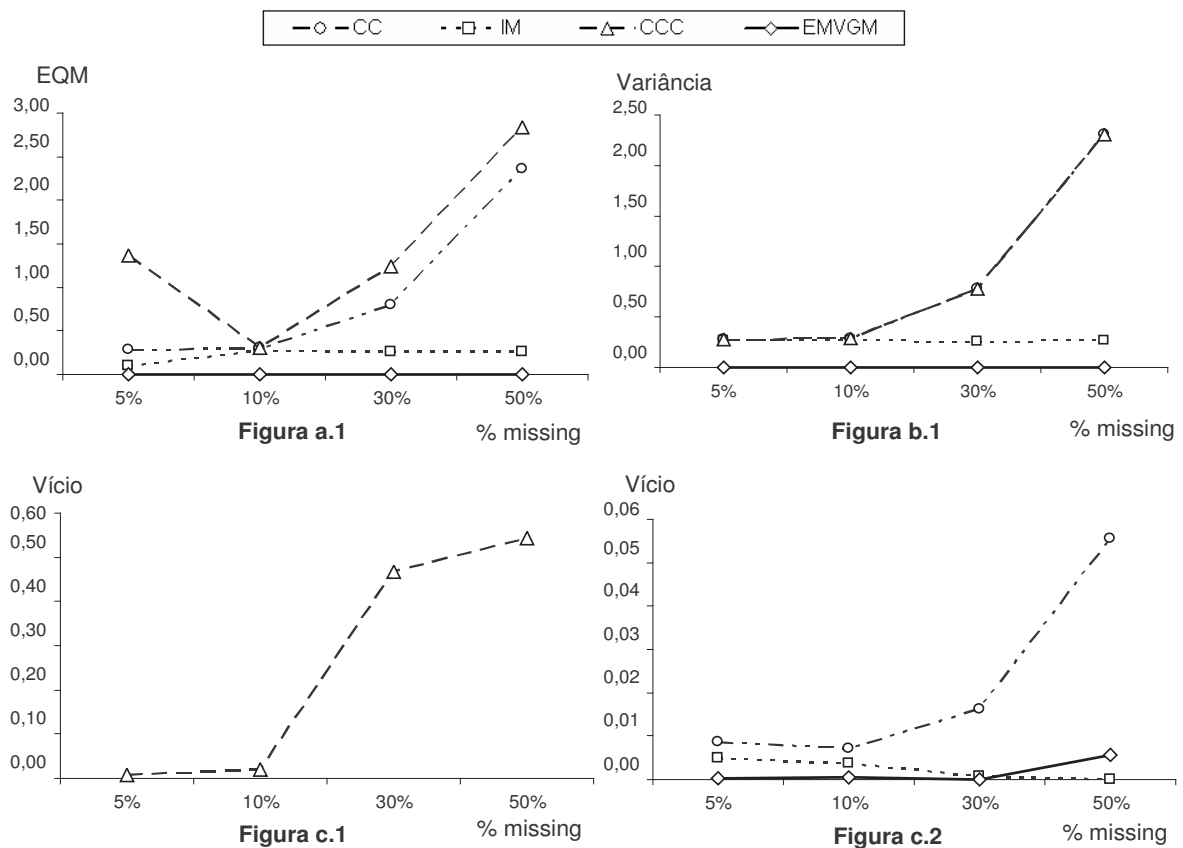 CC IM CCC EMVGM
EQM
3,00
2,50
2,00
1,50
1,00
0,50
0,00
5% 10% 30% 50%
Figura a.1
% missing
Variância
2,50
2,00
1,50
1,00
0,50
0,00
5% 10% 30% 50%
Figura b.1
% missing
Vício
0,60
0,50
0,40
0,30
0,20
0,10
0,00
5% 10% 30% 50%
Figura c.1
% missing
Vício
0,06
0,05
0,04
0,03
0,02
0,01
0,00
5% 10% 30% 50%
Figura c.2
% missing